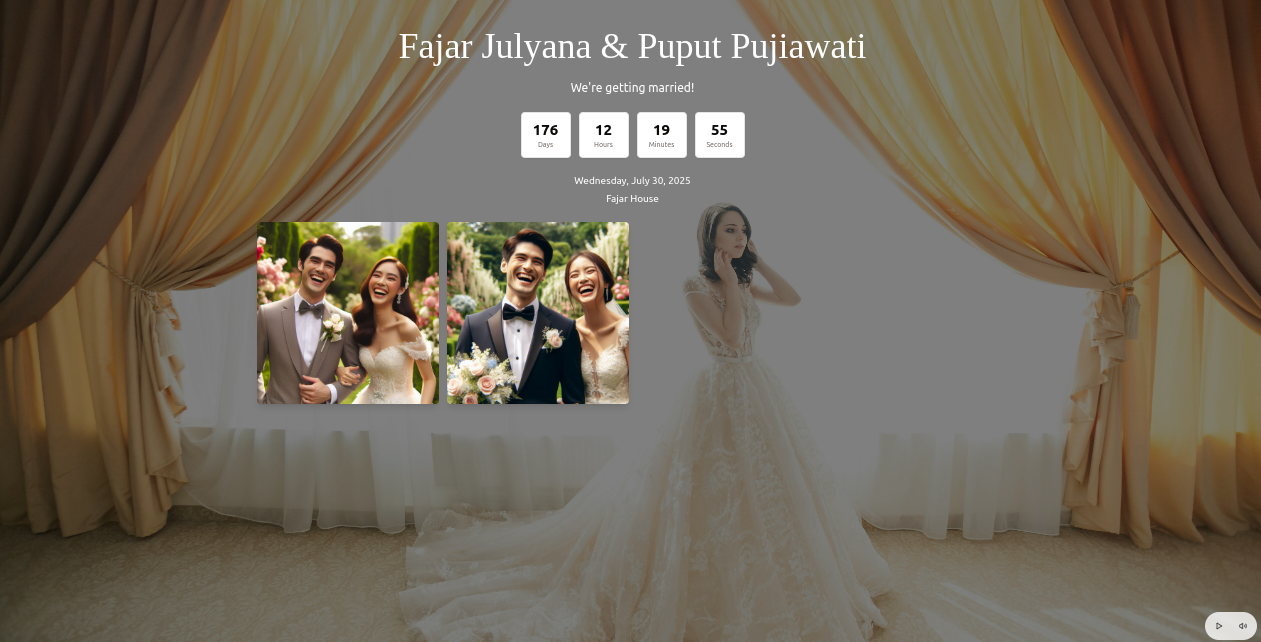 Fajar Julyana & Puput Pujiawati
We're getting married!
176 12 19 55
Days Hours Minutes Seconds
Wednesday, July 30, 2025
Fajar House